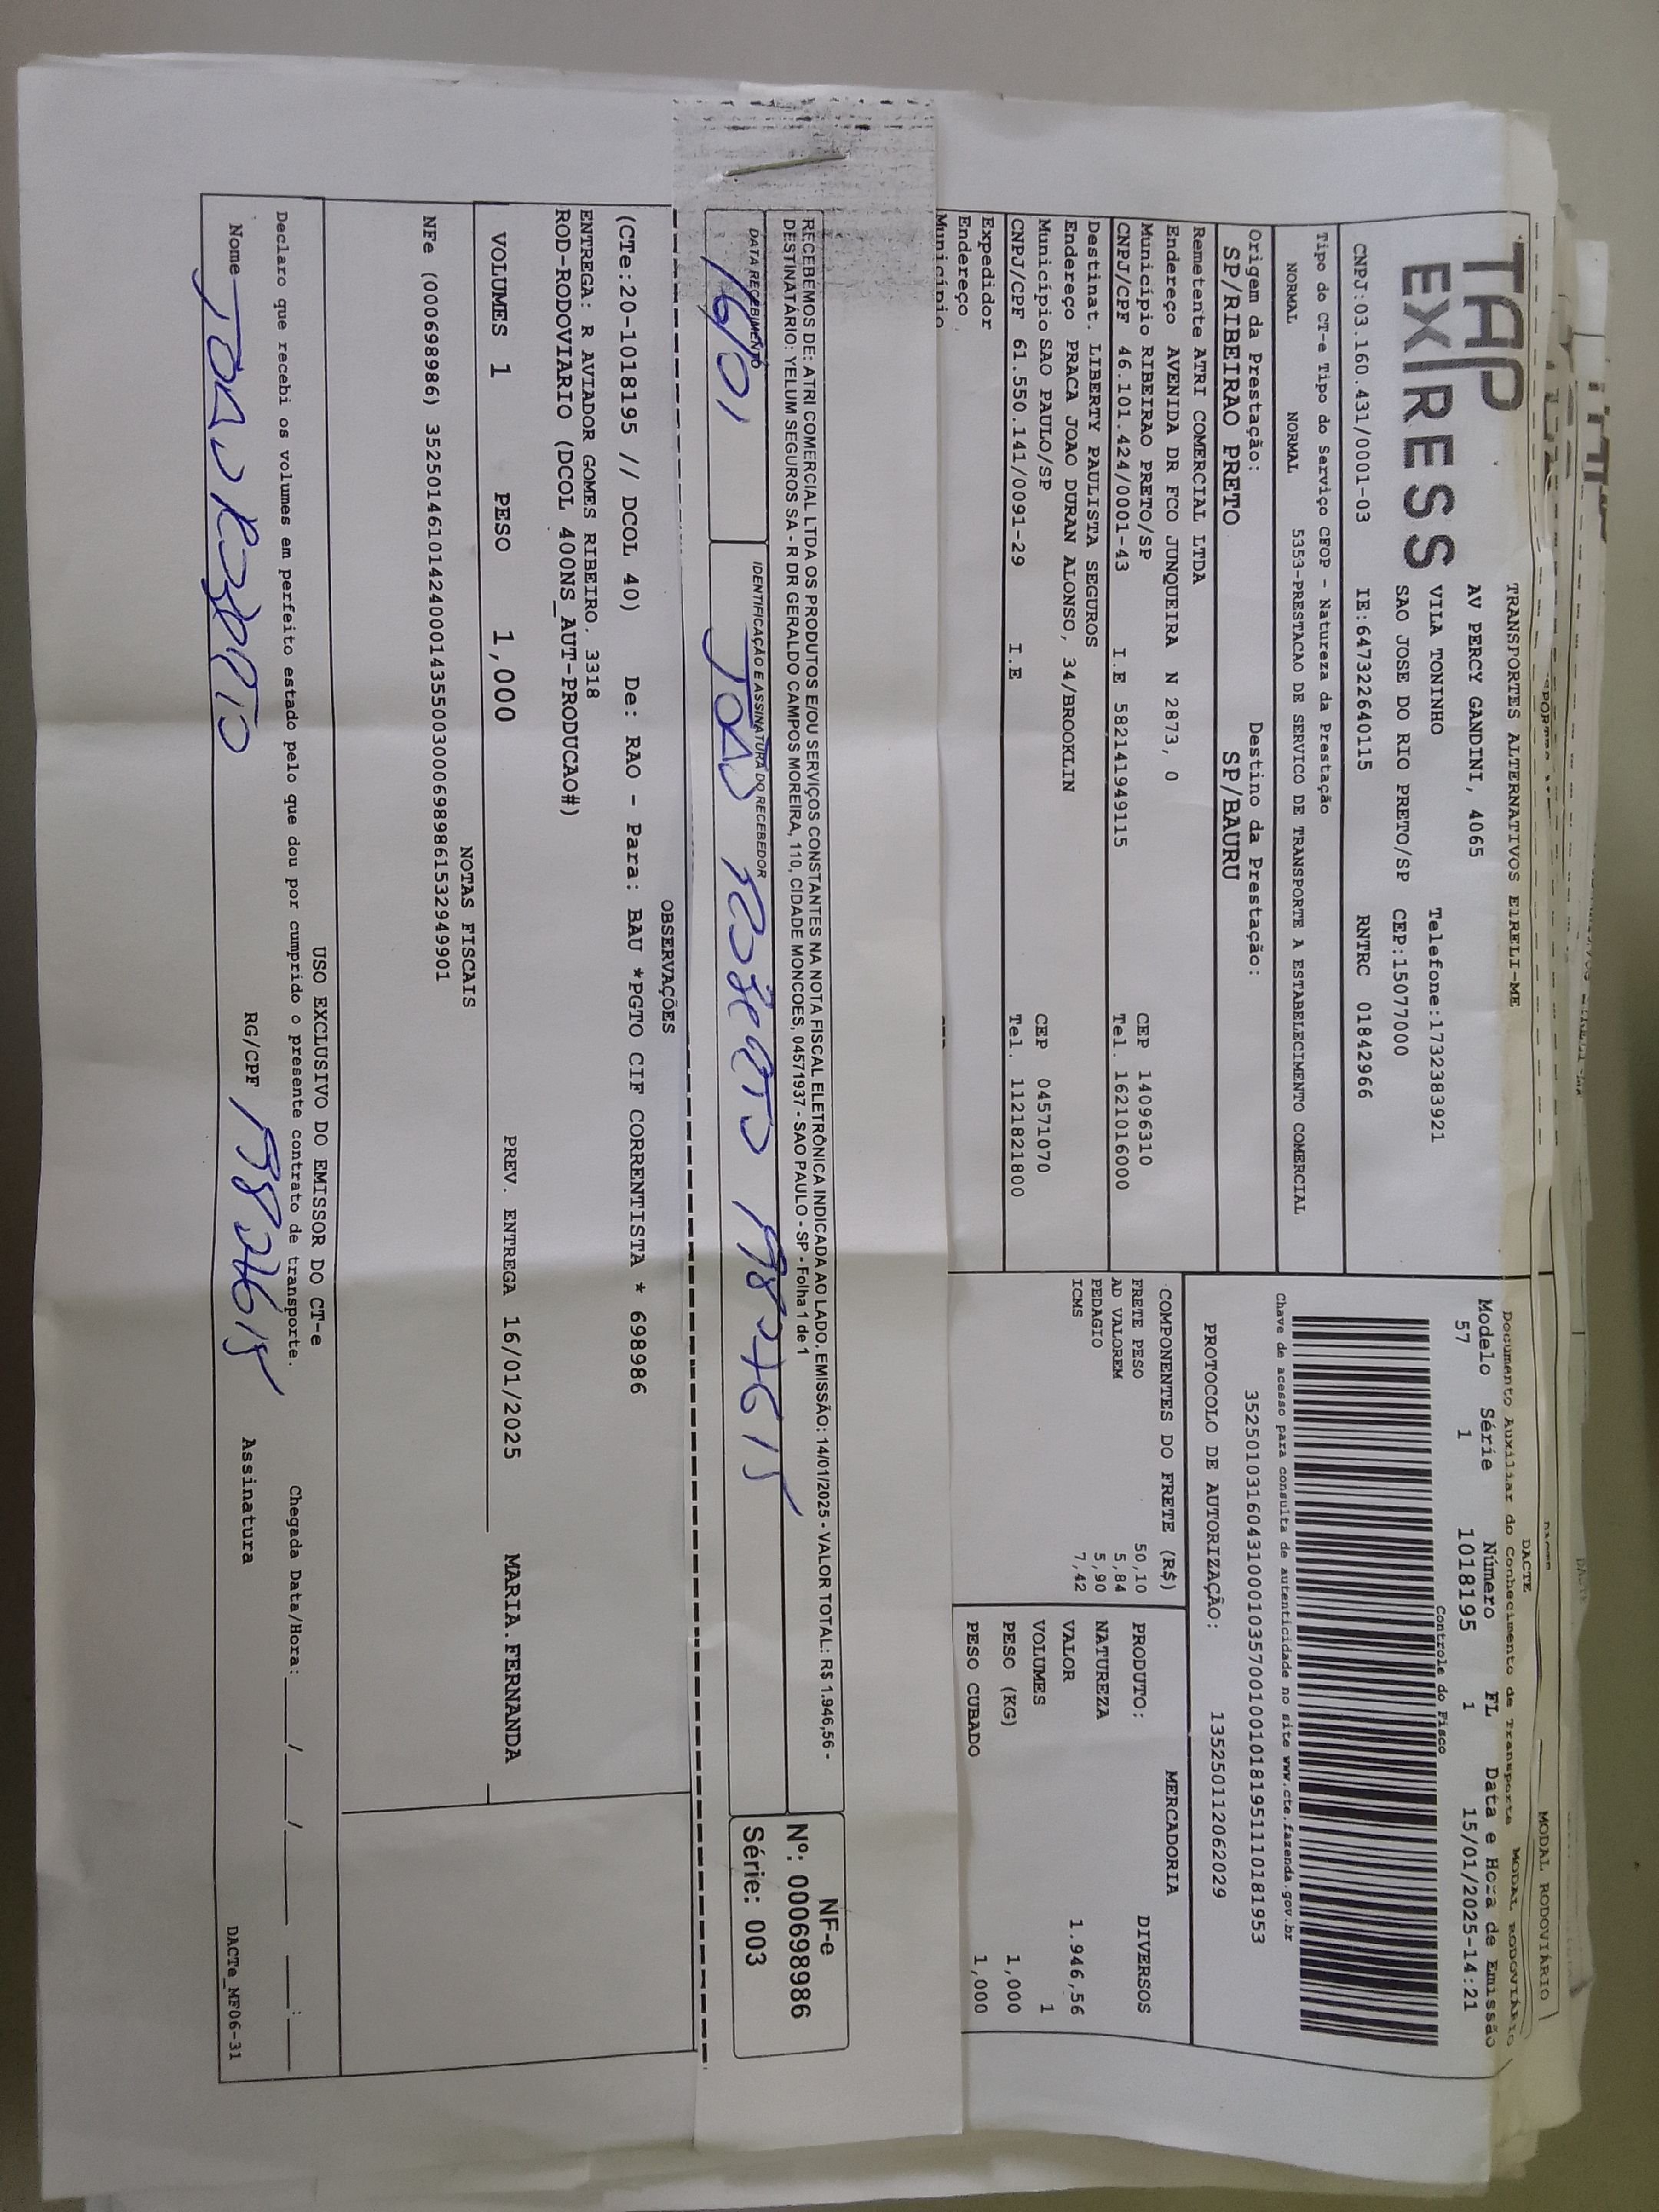 TAP
EXPRESS
TRANSPORTES ALTERNATIVOS EIRELI-ME
AV PERCY GANDINI, 4065
VILA TONINHO Telefone:1732383921
SAO JOSE DO RIO PRETO/SP CEP:15077000
CNPJ:03.160.431/0001-03 IE:647322640115 RNTRC 01842966
Tipo do CT-e Tipo do Serviço CFOP - Natureza da Prestação
NORMAL NORMAL 5353-PRESTACAO DE SERVICO DE TRANSPORTE A ESTABELECIMENTO COMERCIAL
Origem da Prestação: Destino da Prestação:
SP/RIBEIRAO PRETO SP/BAURU
Remetente ATRI COMERCIAL LTDA
Endereço AVENIDA DR FCO JUNQUEIRA N 2873, 0
Município RIBEIRAO PRETO/SP CEP 14096310
CNPJ/CPF 46.101.424/0001-43 I.E 582141949115 Tel. 1621016000
Destinat. LIBERTY PAULISTA SEGUROS
Endereço PRACA JOAO DURAN ALONSO, 34/BROOKLIN
Município SAO PAULO/SP CEP 04571070
CNPJ/CPF 61.550.141/0091-29 I.E Tel. 1121821800
Expedidor
Endereço
Município
MODAL RODOVIÁRIO
DACTE
Documento Auxiliar do Conhecimento de Transporte MODAL RODOVIÁRIO
Modelo Série Número FL Data e Hora de Emissão
57 1 1018195 1 15/01/2025-14:21
Controle do Fisco
Chave de acesso para consulta de autenticidade no site www.cte.fazenda.gov.br
35250103160431000103570010010181951110181953
PROTOCOLO DE AUTORIZAÇÃO: 135250112062029
COMPONENTES DO FRETE (R$)
FRETE PESO 50,10
AD VALOREM 5,84
PEDAGIO 5,90
ICMS 7,42
MERCADORIA
PRODUTO: DIVERSOS
NATUREZA
VALOR 1.946,56
VOLUMES 1
PESO (KG) 1,000
PESO CUBADO 1,000
RECEBEMOS DE: ATRI COMERCIAL LTDA OS PRODUTOS E/OU SERVIÇOS CONSTANTES NA NOTA FISCAL ELETRÔNICA INDICADA AO LADO. EMISSÃO: 14/01/2025 - VALOR TOTAL: R$ 1.946,56 -
DESTINATÁRIO: YELUM SEGUROS SA - R DR GERALDO CAMPOS MOREIRA, 110, CIDADE MONCOES, 04571937 - SAO PAULO - SP - Folha 1 de 1
DATA RECEBIMENTO IDENTIFICAÇÃO E ASSINATURA DO RECEBEDOR
16/01 JOAO ROBERTO
NF-e
Nº: 000698986
Série: 003
OBSERVAÇÕES
(CTe:20-1018195 // DCOL 40) De: RAO - Para: BAU *PGTO CIF CORRENTISTA * 698986
ENTREGA: R AVIADOR GOMES RIBEIRO. 3318
ROD-RODOVIARIO (DCOL 400NS_AUT-PRODUCAO#)
VOLUMES 1 PESO 1,000 PREV. ENTREGA 16/01/2025 MARIA.FERNANDA
NOTAS FISCAIS
NFe (000698986) 35250146101424000143550030006989861532949901
USO EXCLUSIVO DO EMISSOR DO CT-e
Declaro que recebi os volumes em perfeito estado pelo que dou por cumprido o presente contrato de transporte. Chegada Data/Hora: ____/____/____ ___:___
Nome JOAO ROBERTO RG/CPF Assinatura
DACTe_MF06-31